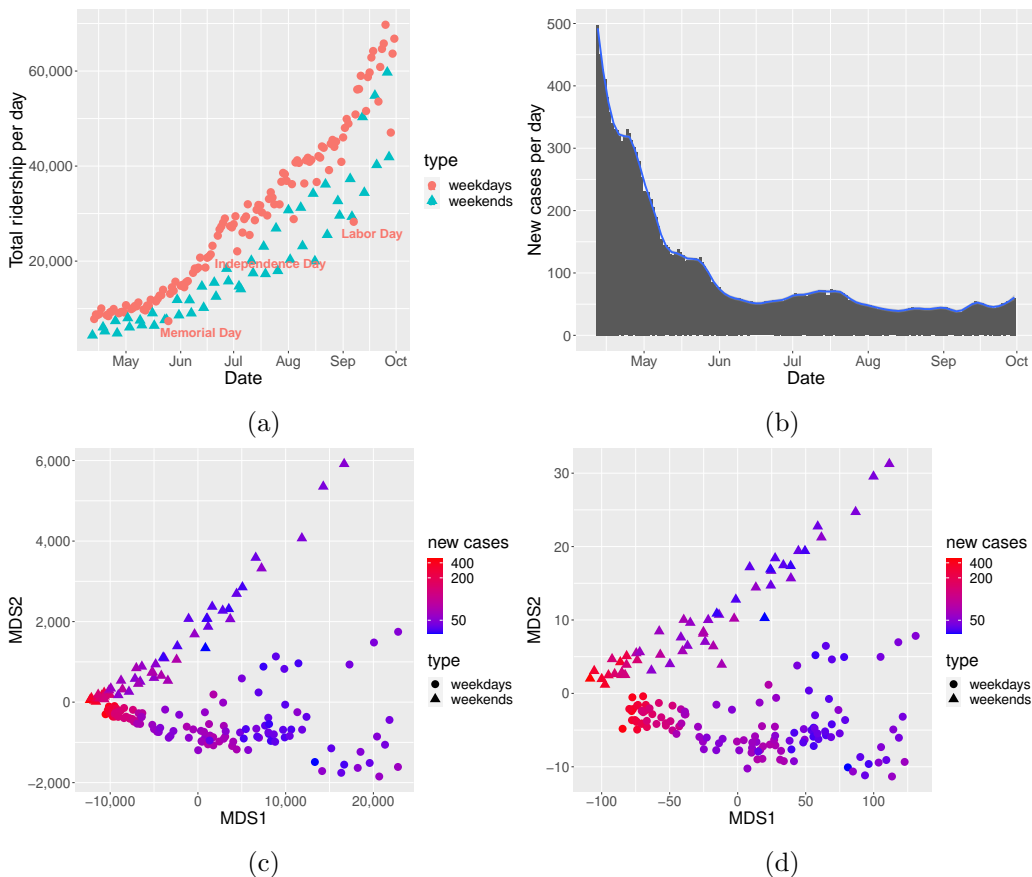 60,000
40,000
20,000
Total ridership per day
Labor Day
Independence Day
Memorial Day
May Jun Jul Aug Sep Oct
Date
type
weekdays
weekends
(a)
500
400
300
200
100
0
New cases per day
May Jun Jul Aug Sep Oct
Date
(b)
6,000
4,000
2,000
0
−2,000
MDS2
−10,000 0 10,000 20,000
MDS1
new cases
400
200
50
type
weekdays
weekends
(c)
30
20
10
0
−10
MDS2
−100 −50 0 50 100
MDS1
new cases
400
200
50
type
weekdays
weekends
(d)